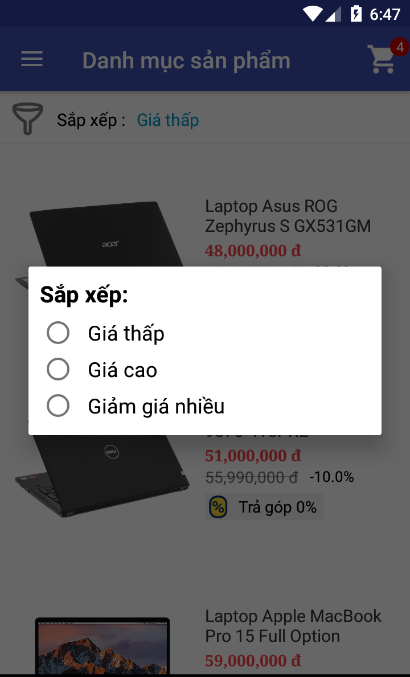 6:47
Danh mục sản phẩm
4
Sắp xếp : Giá thấp
Laptop Asus ROG
Zephyrus S GX531GM
48,000,000 đ
acer
Sắp xếp:
Giá thấp
Giá cao
Giảm giá nhiều
51,000,000 đ
55,990,000 đ -10.0%
DELL
% Trả góp 0%
Laptop Apple MacBook
Pro 15 Full Option
59,000,000 đ